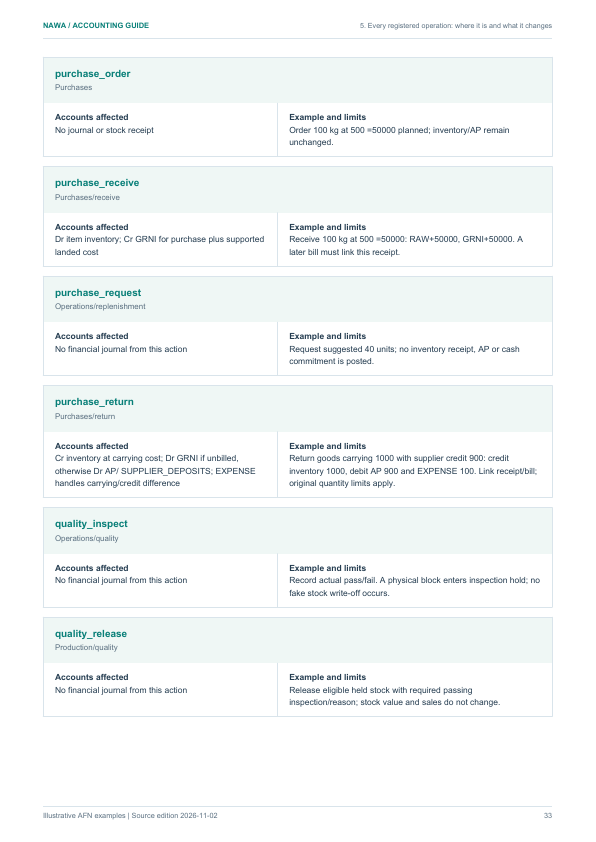 NAWA / ACCOUNTING GUIDE
5. Every registered operation: where it is and what it changes
purchase_order
Purchases
Accounts affected
No journal or stock receipt
Example and limits
Order 100 kg at 500 =50000 planned; inventory/AP remain
unchanged.
purchase_receive
Purchases/receive
Accounts affected
Dr item inventory; Cr GRNI for purchase plus supported
landed cost
Example and limits
Receive 100 kg at 500 =50000: RAW+50000, GRNI+50000. A
later bill must link this receipt.
purchase_request
Operations/replenishment
Accounts affected
No financial journal from this action
Example and limits
Request suggested 40 units; no inventory receipt, AP or cash
commitment is posted.
purchase_return
Purchases/return
Accounts affected
Cr inventory at carrying cost; Dr GRNI if unbilled,
otherwise Dr AP/ SUPPLIER_DEPOSITS; EXPENSE
handles carrying/credit difference
Example and limits
Return goods carrying 1000 with supplier credit 900: credit
inventory 1000, debit AP 900 and EXPENSE 100. Link receipt/bill;
original quantity limits apply.
quality_inspect
Operations/quality
Accounts affected
No financial journal from this action
Example and limits
Record actual pass/fail. A physical block enters inspection hold; no
fake stock write-off occurs.
quality_release
Production/quality
Accounts affected
No financial journal from this action
Example and limits
Release eligible held stock with required passing
inspection/reason; stock value and sales do not change.
Illustrative AFN examples | Source edition 2026-11-02
33